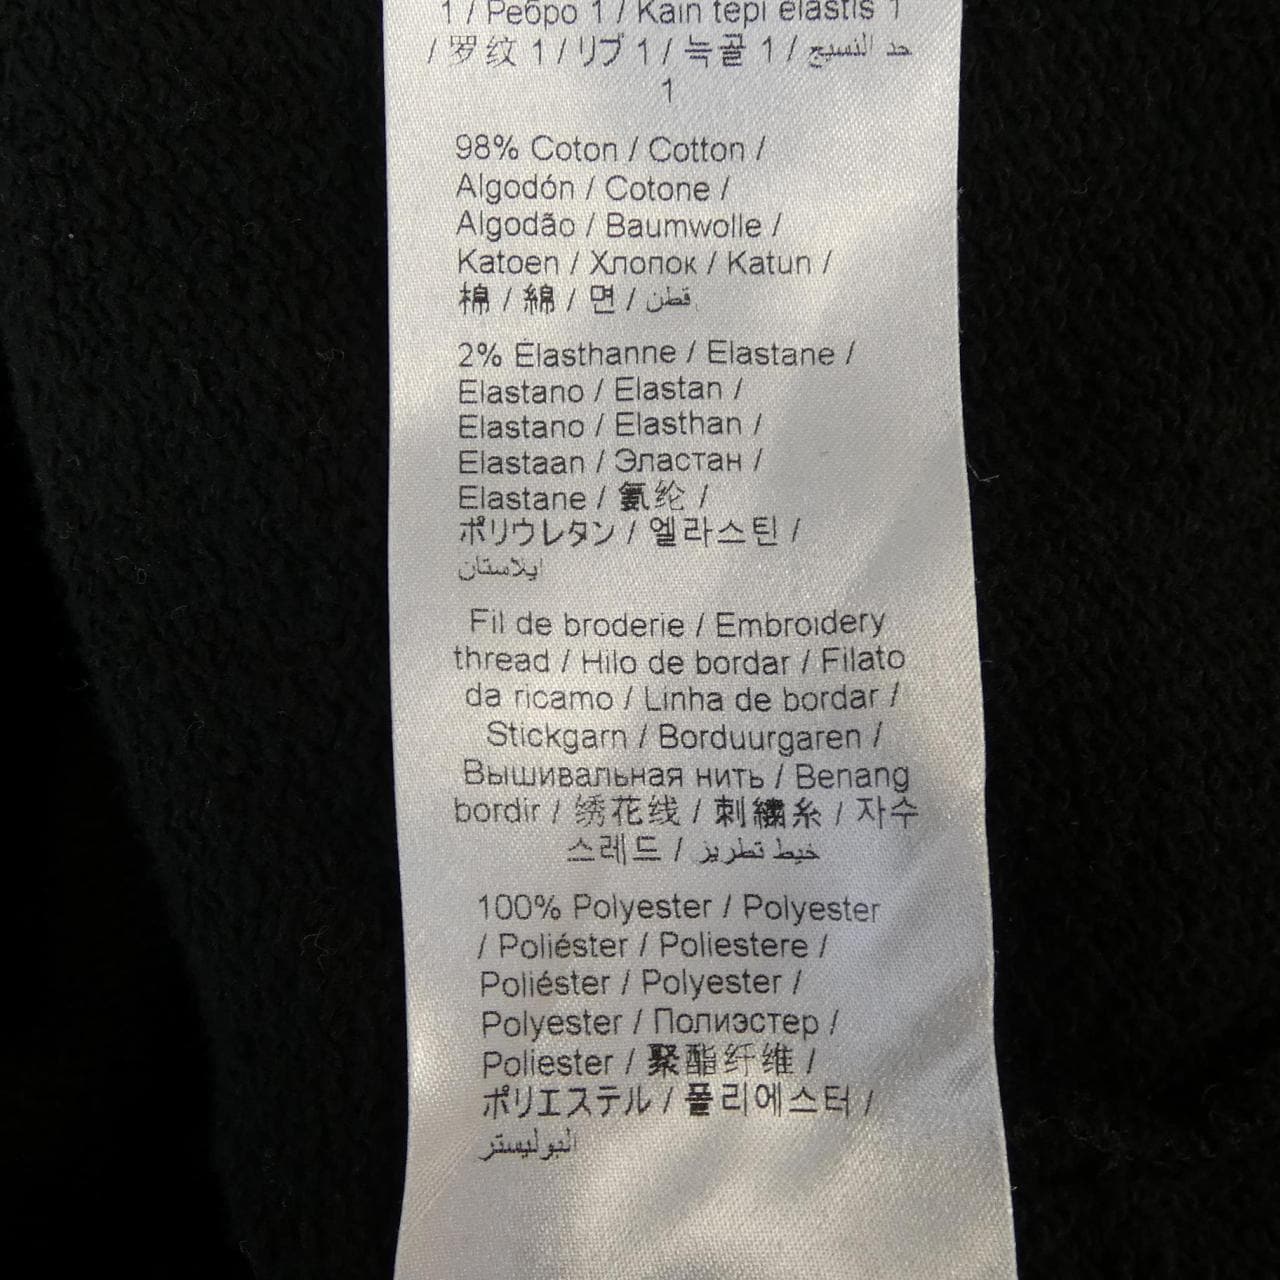 1 / Ребро 1 / Kain tepi elastis 1
/ 罗纹 1 / リブ 1 / 늑골 1 / حد النسيج
1
98% Coton / Cotton /
Algodón / Cotone /
Algodão / Baumwolle /
Katoen / Хлопок / Katun /
棉 / 綿 / 면 / قطن
2% Elasthanne / Elastane /
Elastano / Elastan /
Elastano / Elasthan /
Elastaan / Эластан /
Elastane / 氨纶 /
ポリウレタン / 엘라스틴 /
ايلاستان
Fil de broderie / Embroidery
thread / Hilo de bordar / Filato
da ricamo / Linha de bordar /
Stickgarn / Borduurgaren /
Вышивальная нить / Benang
bordir / 绣花线 / 刺繍糸 / 자수
스레드 / خيط تطريز
100% Polyester / Polyester
/ Poliéster / Poliestere /
Poliéster / Polyester /
Polyester / Полиэстер /
Poliester / 聚酯纤维 /
ポリエステル / 폴리에스터 /
البوليستر